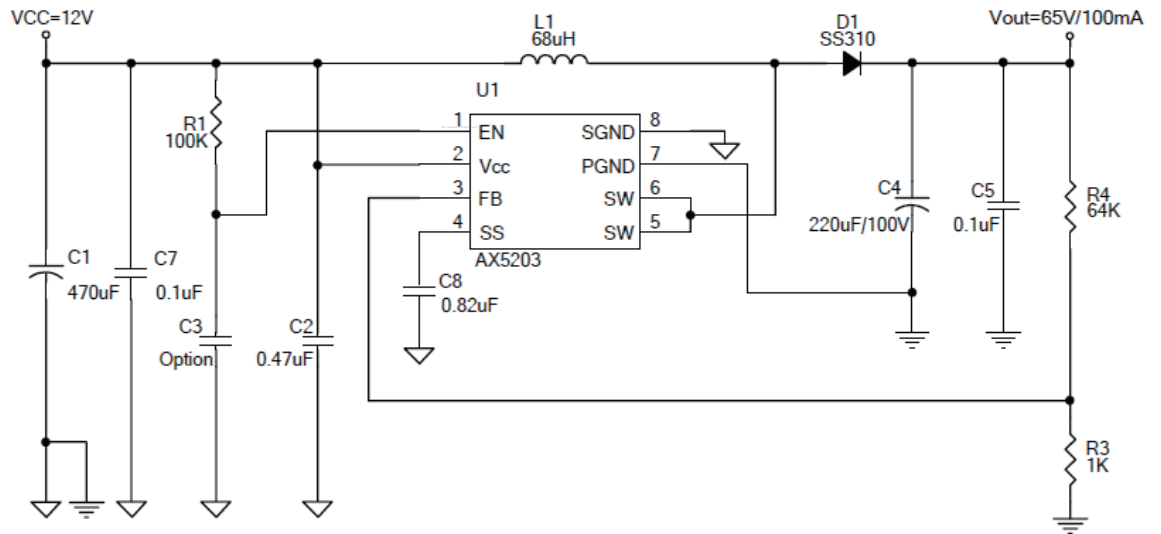 VCC=12V
L1
68uH
D1
SS310
Vout=65V/100mA
U1
R1
100K
1
EN
SGND
8
2
Vcc
PGND
7
3
FB
SW
6
4
SS
SW
5
AX5203
C4
220uF/100V
C5
0.1uF
R4
64K
C1
470uF
C7
0.1uF
C8
0.82uF
C3
Option
C2
0.47uF
R3
1K